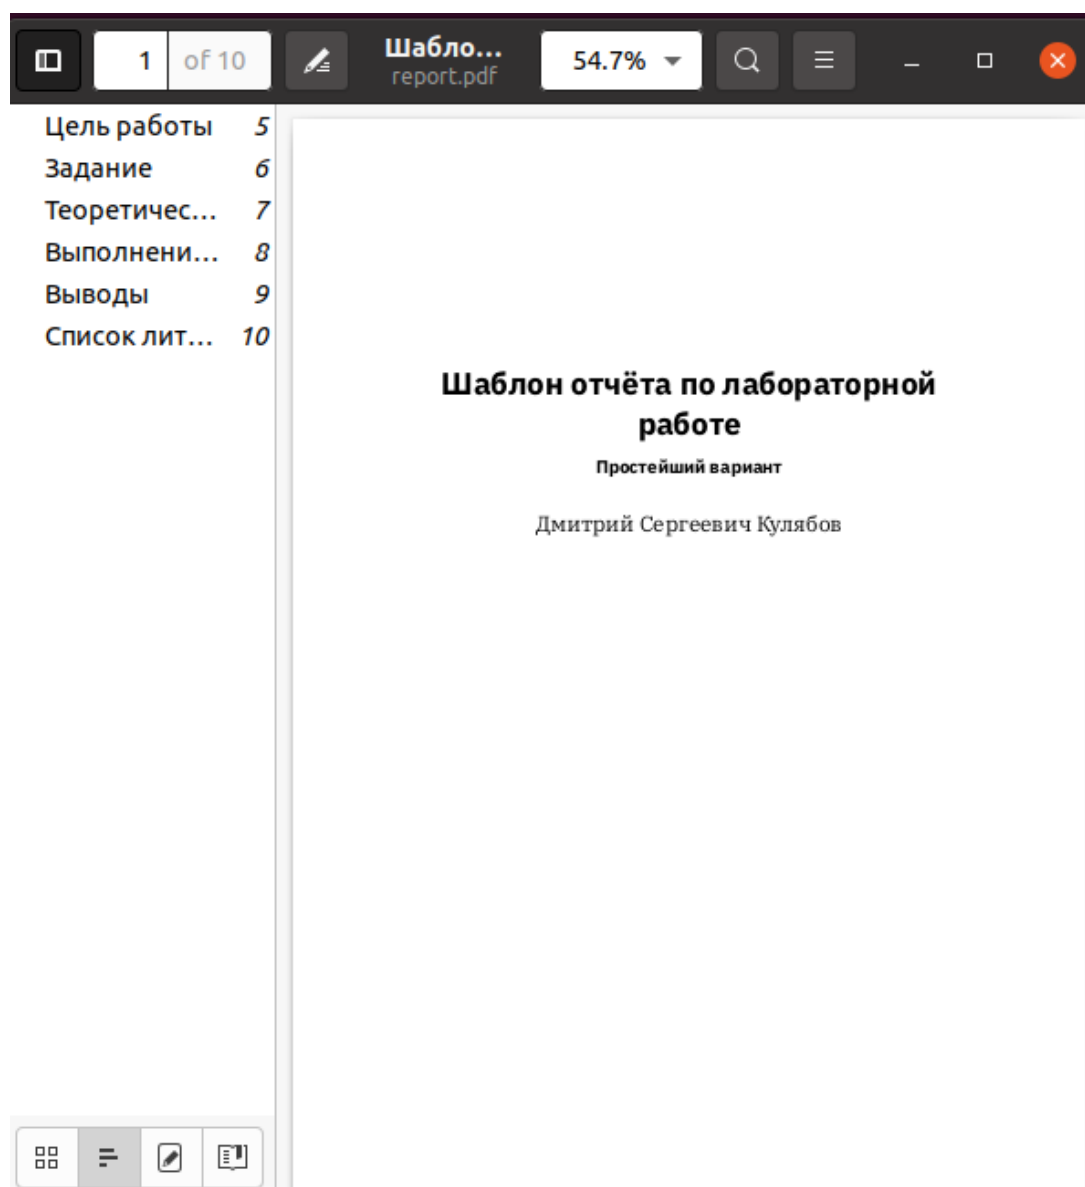 1 of 10 Шабло... 54.7%
report.pdf
Цель работы 5
Задание 6
Теоретичес... 7
Выполнени... 8
Выводы 9
Список лит... 10
Шаблон отчёта по лабораторной
работе
Простейший вариант
Дмитрий Сергеевич Кулябов